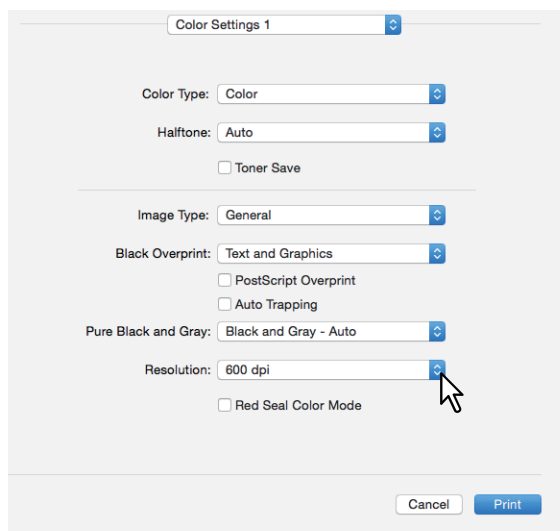 Color Settings 1
Color Type: Color
Halftone: Auto
Toner Save
Image Type: General
Black Overprint: Text and Graphics
PostScript Overprint
Auto Trapping
Pure Black and Gray: Black and Gray - Auto
Resolution: 600 dpi
Red Seal Color Mode
Cancel Print